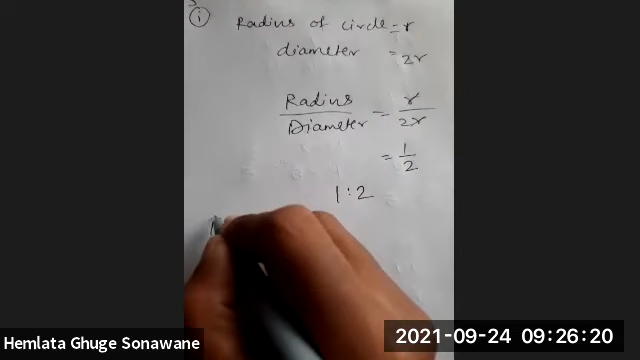 (i) Radius of circle = r
diameter = 2r
Radius / Diameter = r / 2r
= 1/2
1:2
Hemlata Ghuge Sonawane
2021-09-24 09:26:20